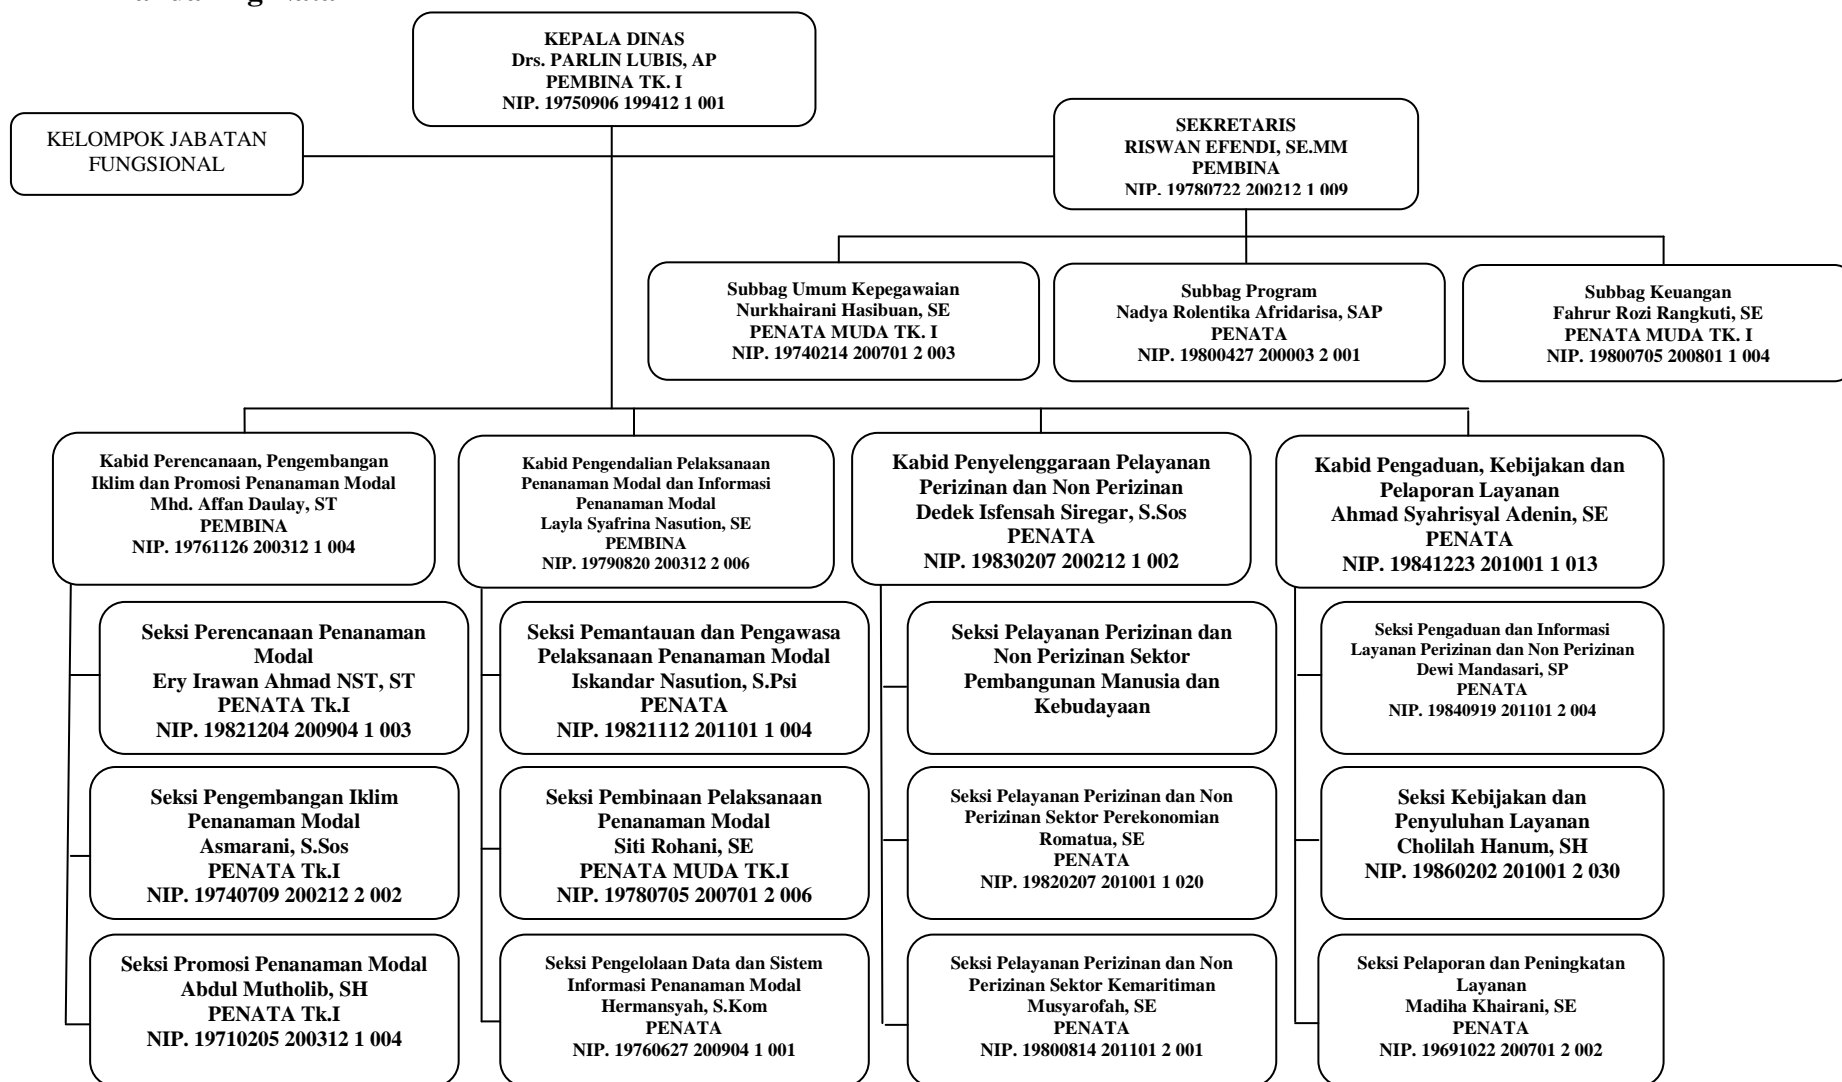 KEPALA DINAS
Drs. PARLIN LUBIS, AP
PEMBINA TK. I
NIP. 19750906 199412 1 001
KELOMPOK JABATAN
FUNGSIONAL
SEKRETARIS
RISWAN EFENDI, SE.MM
PEMBINA
NIP. 19780722 200212 1 009
Subbag Umum Kepegawaian
Nurkhairani Hasibuan, SE
PENATA MUDA TK. I
NIP. 19740214 200701 2 003
Subbag Program
Nadya Rolentika Afridarisa, SAP
PENATA
NIP. 19800427 200003 2 001
Subbag Keuangan
Fahrur Rozi Rangkuti, SE
PENATA MUDA TK. I
NIP. 19800705 200801 1 004
Kabid Perencanaan, Pengembangan
Iklim dan Promosi Penanaman Modal
Mhd. Affan Daulay, ST
PEMBINA
NIP. 19761126 200312 1 004
Kabid Pengendalian Pelaksanaan
Penanaman Modal dan Informasi
Penanaman Modal
Layla Syafrina Nasution, SE
PEMBINA
NIP. 19790820 200312 2 006
Kabid Penyelenggaraan Pelayanan
Perizinan dan Non Perizinan
Dedek Isfensah Siregar, S.Sos
PENATA
NIP. 19830207 200212 1 002
Kabid Pengaduan, Kebijakan dan
Pelaporan Layanan
Ahmad Syahrisyal Adenin, SE
PENATA
NIP. 19841223 201001 1 013
Seksi Perencanaan Penanaman
Modal
Ery Irawan Ahmad NST, ST
PENATA Tk.I
NIP. 19821204 200904 1 003
Seksi Pemantauan dan Pengawasa
Pelaksanaan Penanaman Modal
Iskandar Nasution, S.Psi
PENATA
NIP. 19821112 201101 1 004
Seksi Pelayanan Perizinan dan
Non Perizinan Sektor
Pembangunan Manusia dan
Kebudayaan
Seksi Pengaduan dan Informasi
Layanan Perizinan dan Non Perizinan
Dewi Mandasari, SP
PENATA
NIP. 19840919 201101 2 004
Seksi Pengembangan Iklim
Penanaman Modal
Asmarani, S.Sos
PENATA Tk.I
NIP. 19740709 200212 2 002
Seksi Pembinaan Pelaksanaan
Penanaman Modal
Siti Rohani, SE
PENATA MUDA TK.I
NIP. 19780705 200701 2 006
Seksi Pelayanan Perizinan dan Non
Perizinan Sektor Perekonomian
Romatua, SE
PENATA
NIP. 19820207 201001 1 020
Seksi Kebijakan dan
Penyuluhan Layanan
Cholilah Hanum, SH
NIP. 19860202 201001 2 030
Seksi Promosi Penanaman Modal
Abdul Mutholib, SH
PENATA Tk.I
NIP. 19710205 200312 1 004
Seksi Pengelolaan Data dan Sistem
Informasi Penanaman Modal
Hermansyah, S.Kom
PENATA
NIP. 19760627 200904 1 001
Seksi Pelayanan Perizinan dan Non
Perizinan Sektor Kemaritiman
Musyarofah, SE
PENATA
NIP. 19800814 201101 2 001
Seksi Pelaporan dan Peningkatan
Layanan
Madiha Khairani, SE
PENATA
NIP. 19691022 200701 2 002